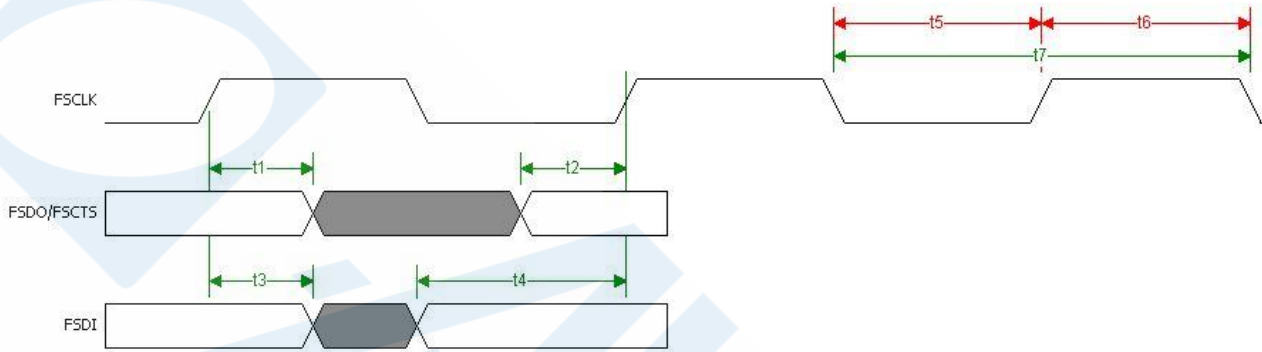 t5 t6
t7
FSCLK
t1 t2
FSDO/FSCTS
t3 t4
FSDI